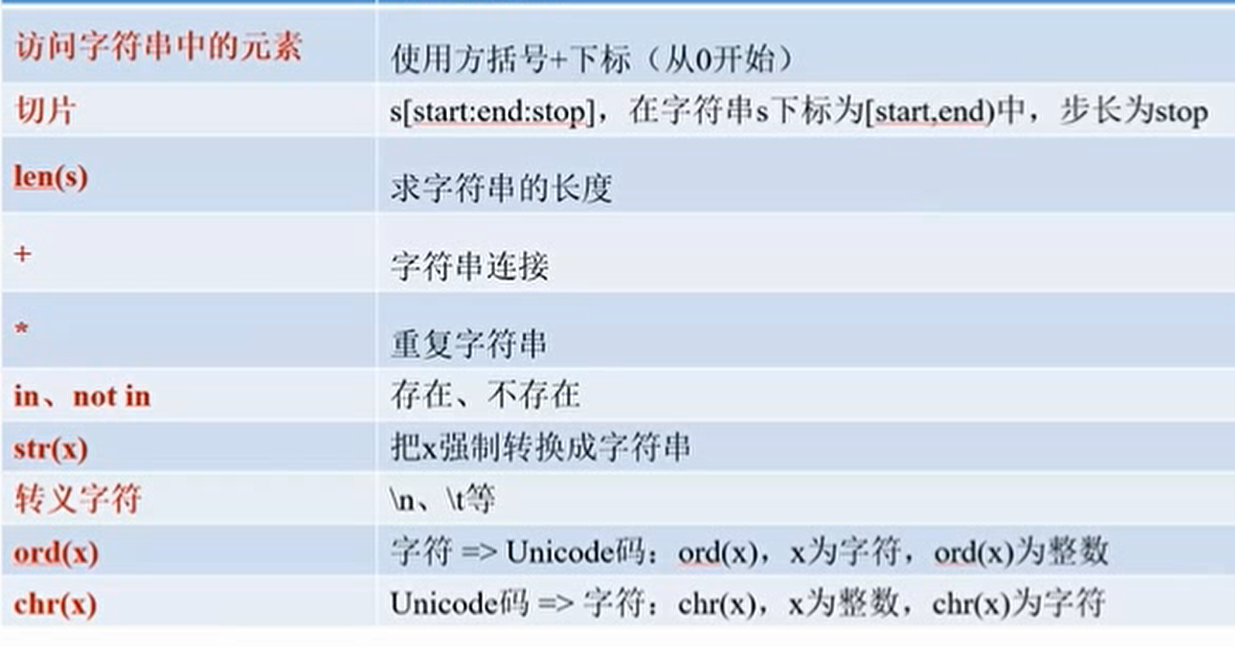 访问字符串中的元素 使用方括号+下标（从0开始）
切片 s[start:end:stop]，在字符串s下标为[start,end)中，步长为stop
len(s) 求字符串的长度
+ 字符串连接
* 重复字符串
in、not in 存在、不存在
str(x) 把x强制转换成字符串
转义字符 \n、\t等
ord(x) 字符 => Unicode码：ord(x)，x为字符，ord(x)为整数
chr(x) Unicode码 => 字符：chr(x)，x为整数，chr(x)为字符